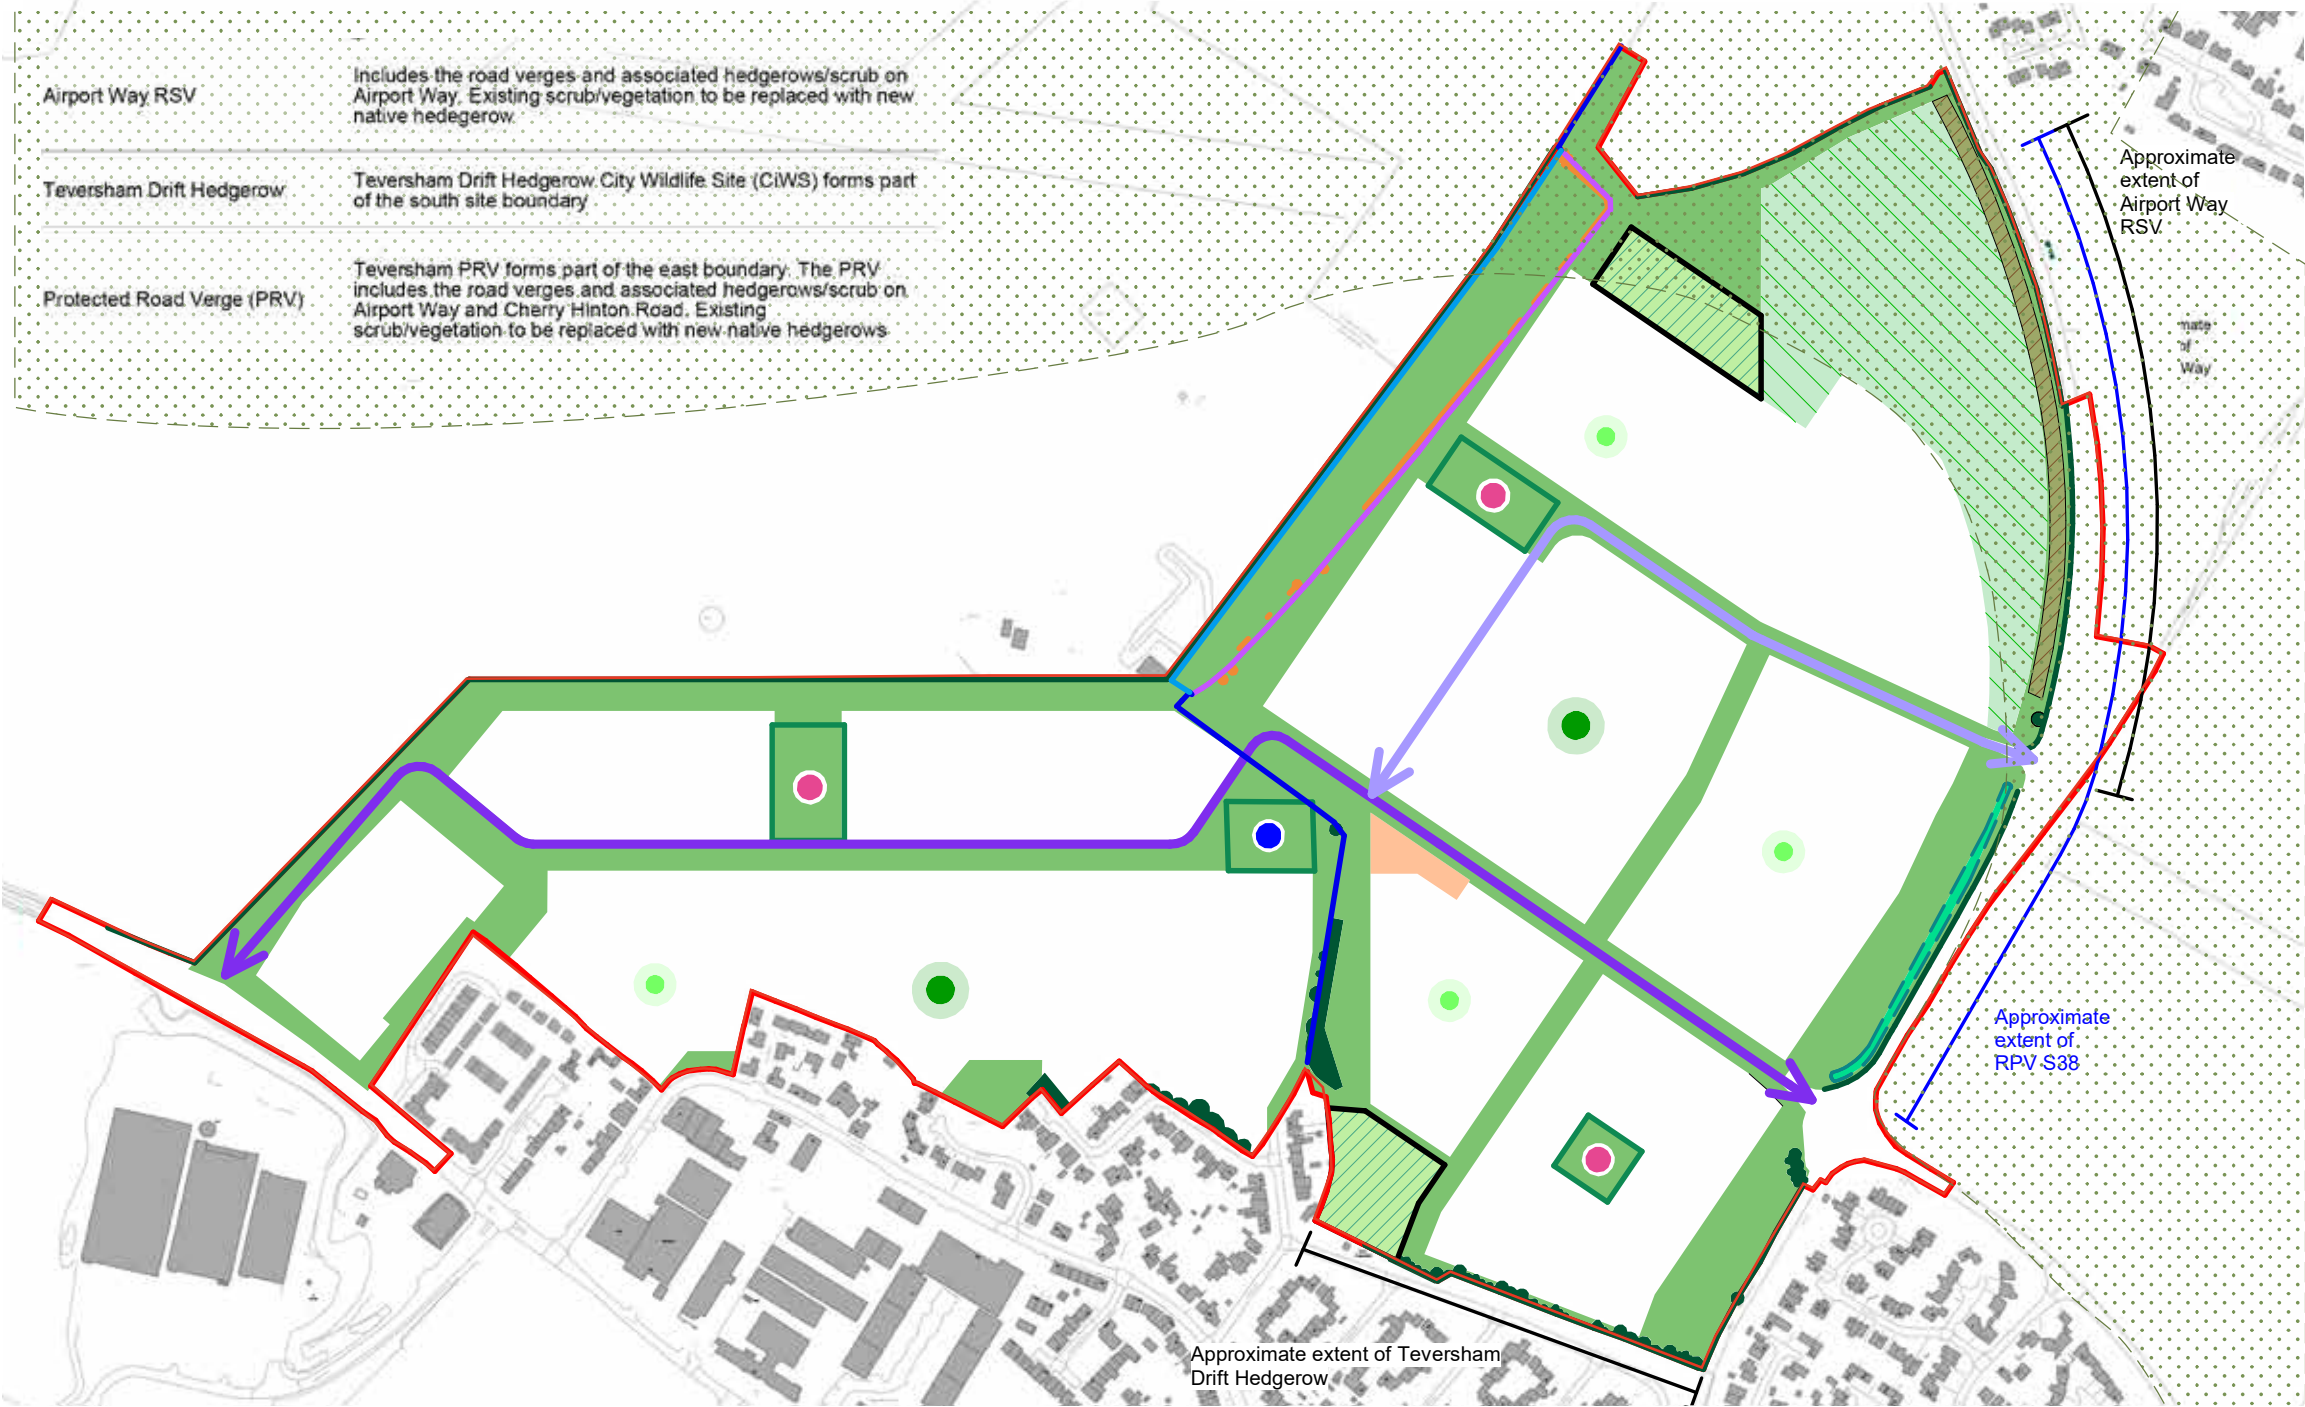 Airport Way RSV
Includes the road verges and associated hedgerows/scrub on
Airport Way. Existing scrub/vegetation to be replaced with new
native hedegerow
Teversham Drift Hedgerow
Teversham Drift Hedgerow City Wildlife Site (CiWS) forms part
of the south site boundary
Protected Road Verge (PRV)
Teversham PRV forms part of the east boundary. The PRV
includes the road verges and associated hedgerows/scrub on
Airport Way and Cherry Hinton Road. Existing
scrub/vegetation to be replaced with new native hedgerows
Approximate
extent of
Airport Way
RSV
mate
of
Way
Approximate
extent of
RPV S38
Approximate extent of Teversham
Drift Hedgerow